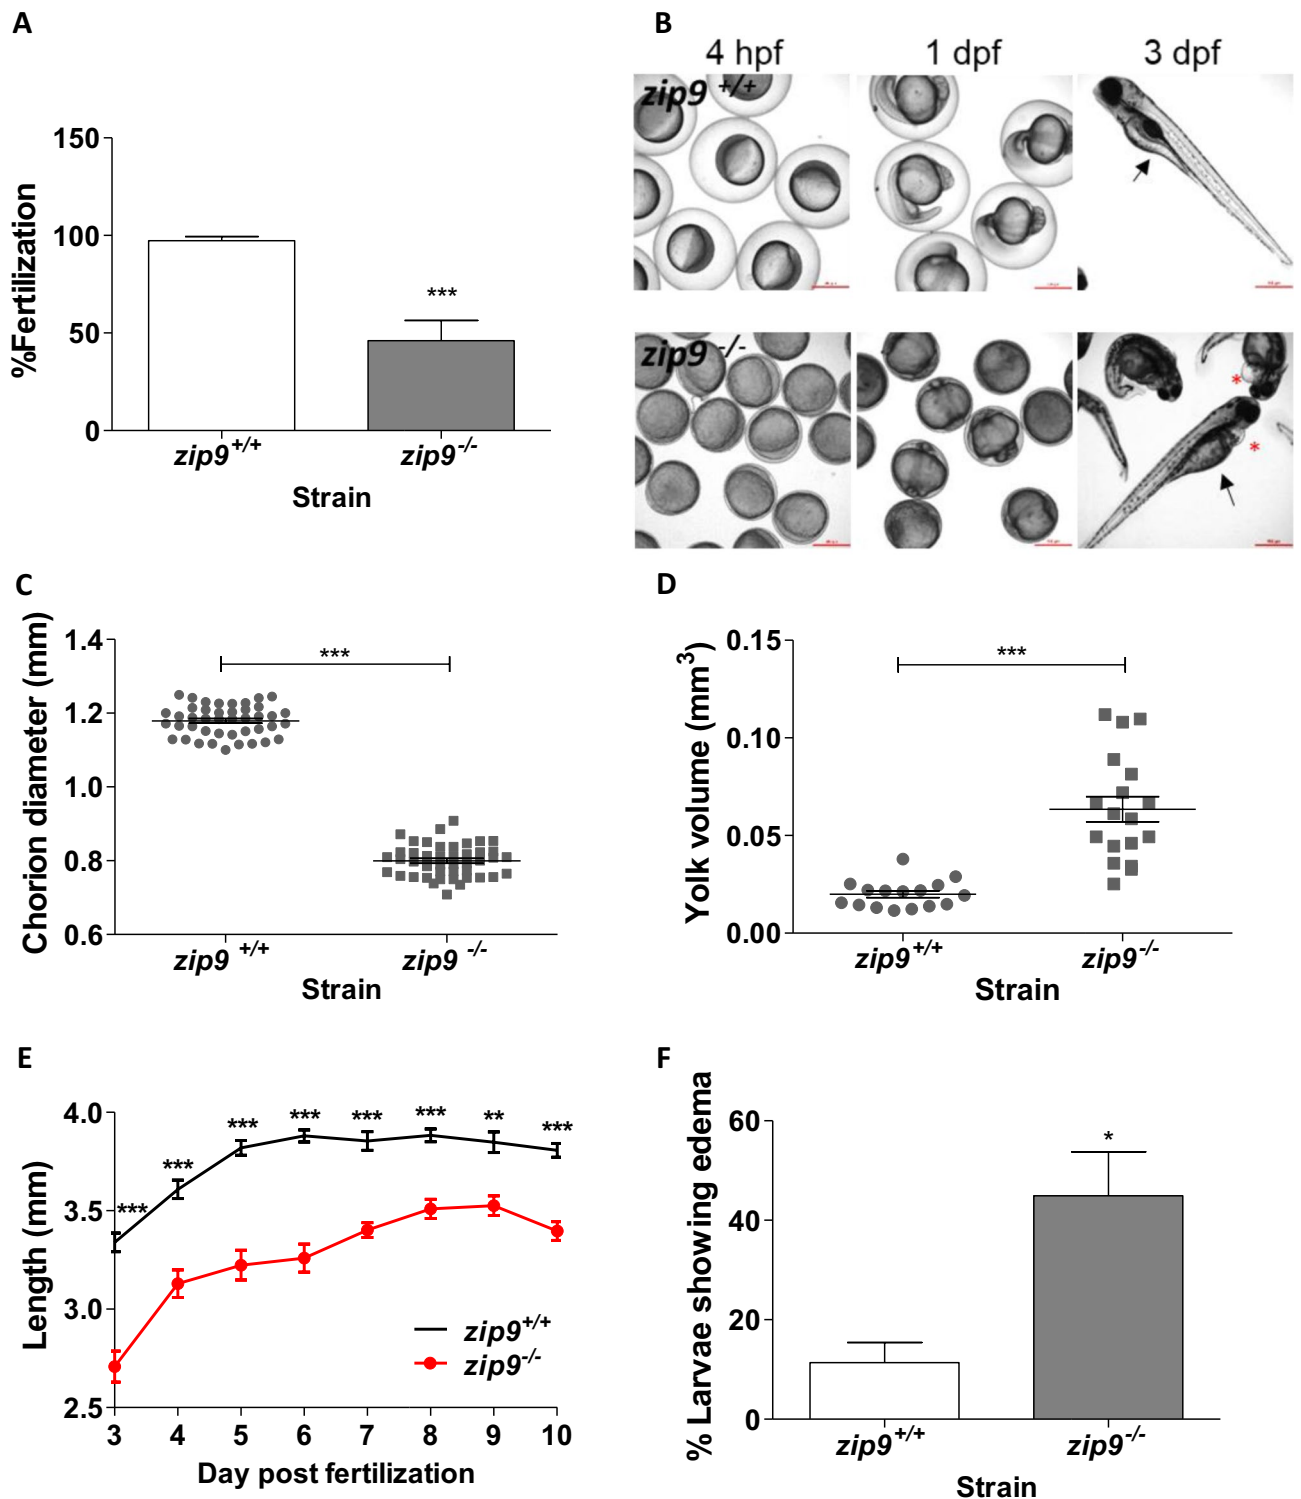 A
%Fertilization
150
100
50
0
***
zip9+/+
zip9-/-
Strain
B
4 hpf
1 dpf
3 dpf
zip9 +/+
zip9 -/-
*
*
C
Chorion diameter (mm)
1.4
1.2
1.0
0.8
0.6
***
zip9 +/+
zip9 -/-
Strain
D
Yolk volume (mm3)
0.15
0.10
0.05
0.00
***
zip9+/+
zip9-/-
Strain
E
Length (mm)
4.0
3.5
3.0
2.5
***
***
***
***
***
***
**
***
zip9+/+
zip9-/-
3 4 5 6 7 8 9 10
Day post fertilization
F
% Larvae showing edema
60
40
20
0
*
zip9+/+
zip9-/-
Strain